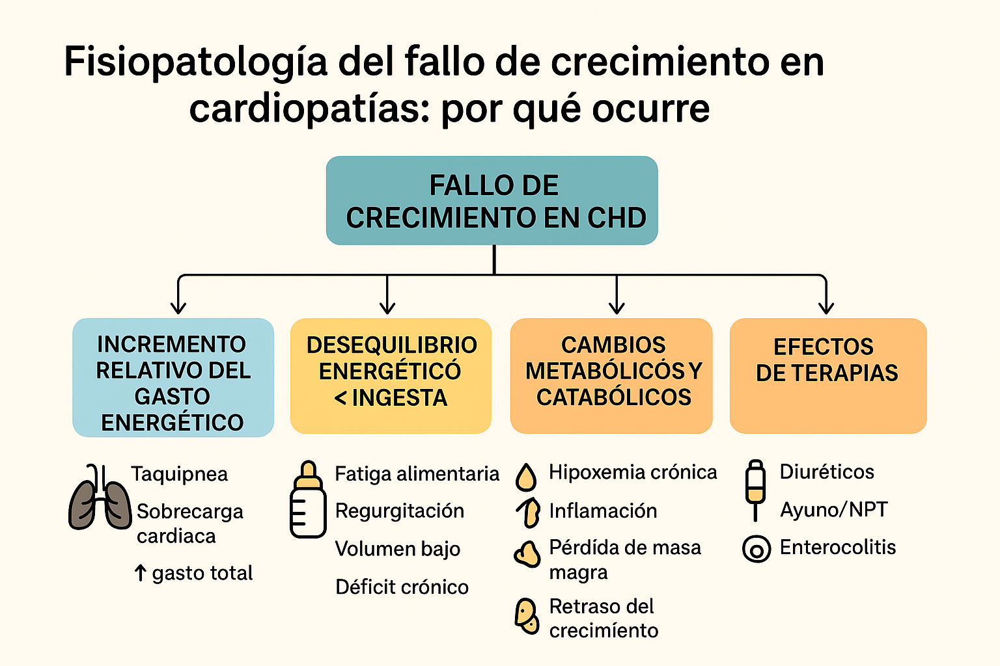 Fisiopatología del fallo de crecimiento en
cardiopatías: por qué ocurre
FALLO DE
CRECIMIENTO EN CHD
INCREMENTO
RELATIVO DEL
GASTO
ENERGÉTICO
Taquipnea
Sobrecarga
cardiaca
↑ gasto total
DESEQUILIBRIO
ENERGÉTICÓ
< INGESTA
Fatiga alimentaria
Regurgitación
Volumen bajo
Déficit crónico
CAMBIOS
METABÓLICÓS Y
CATABÓLICOS
Hipoxemia crónica
Inflamación
Pérdída de masa
magra
Retraso del
crecimíento
EFECTOS
DE TERAPIAS
Diuréticos
Ayuno/NPT
Enterocolitis